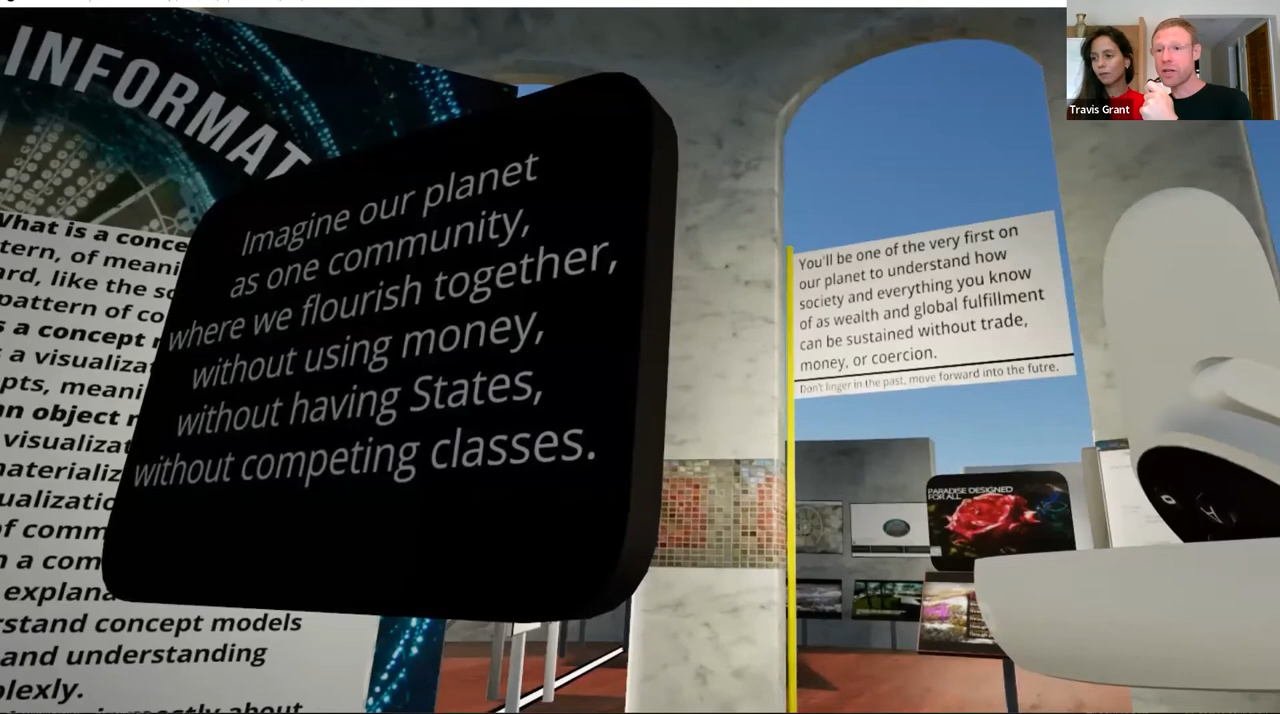 INFORMAT
What is a conce
tern, of meani
ard, like the so
pattern of co
s a concept
a visualizat
pts, meani
an object
visualizat
materializ
ualizatio
of comm
n a com
explana
rstand concept models
and understanding
plexly.
mostly about
Imagine our planet
as one community,
where we flourish together,
without using money,
without having States,
without competing classes.
You'll be one of the very first on
our planet to understand how
society and everything you know
of as wealth and global fulfillment
can be sustained without trade,
money, or coercion.
Don't linger in the past, move forward into the futre.
PARADISE DESIGNED
FOR ALL
Travis Grant